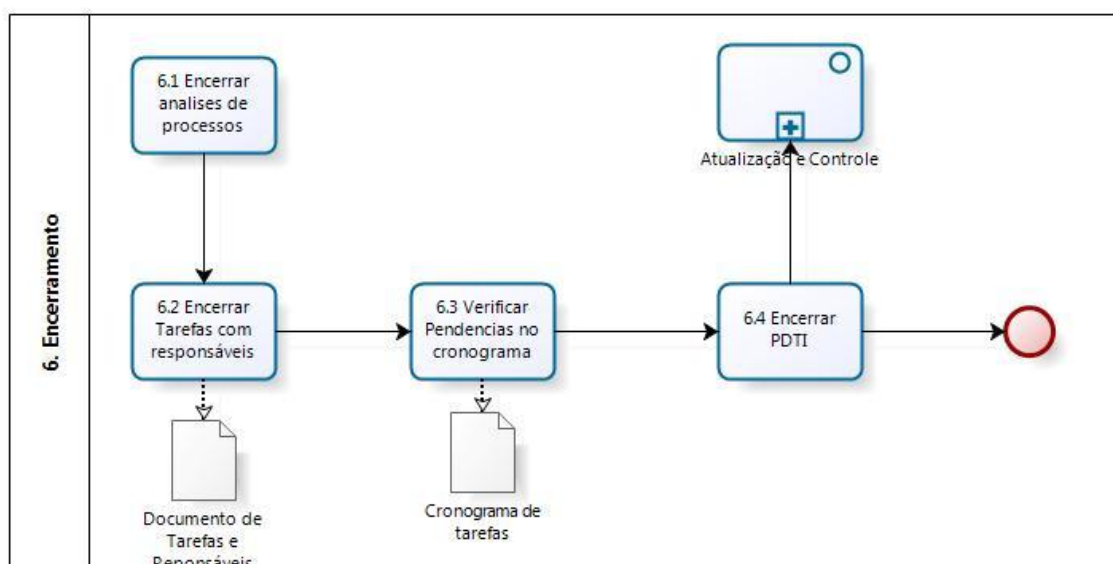 6. Encerramento
6.1 Encerrar
analises de
processos
Atualização e Controle
6.2 Encerrar
Tarefas com
responsáveis
6.3 Verificar
Pendencias no
cronograma
6.4 Encerrar
PDTI
Documento de
Tarefas e
Reponsáveis
Cronograma de
tarefas